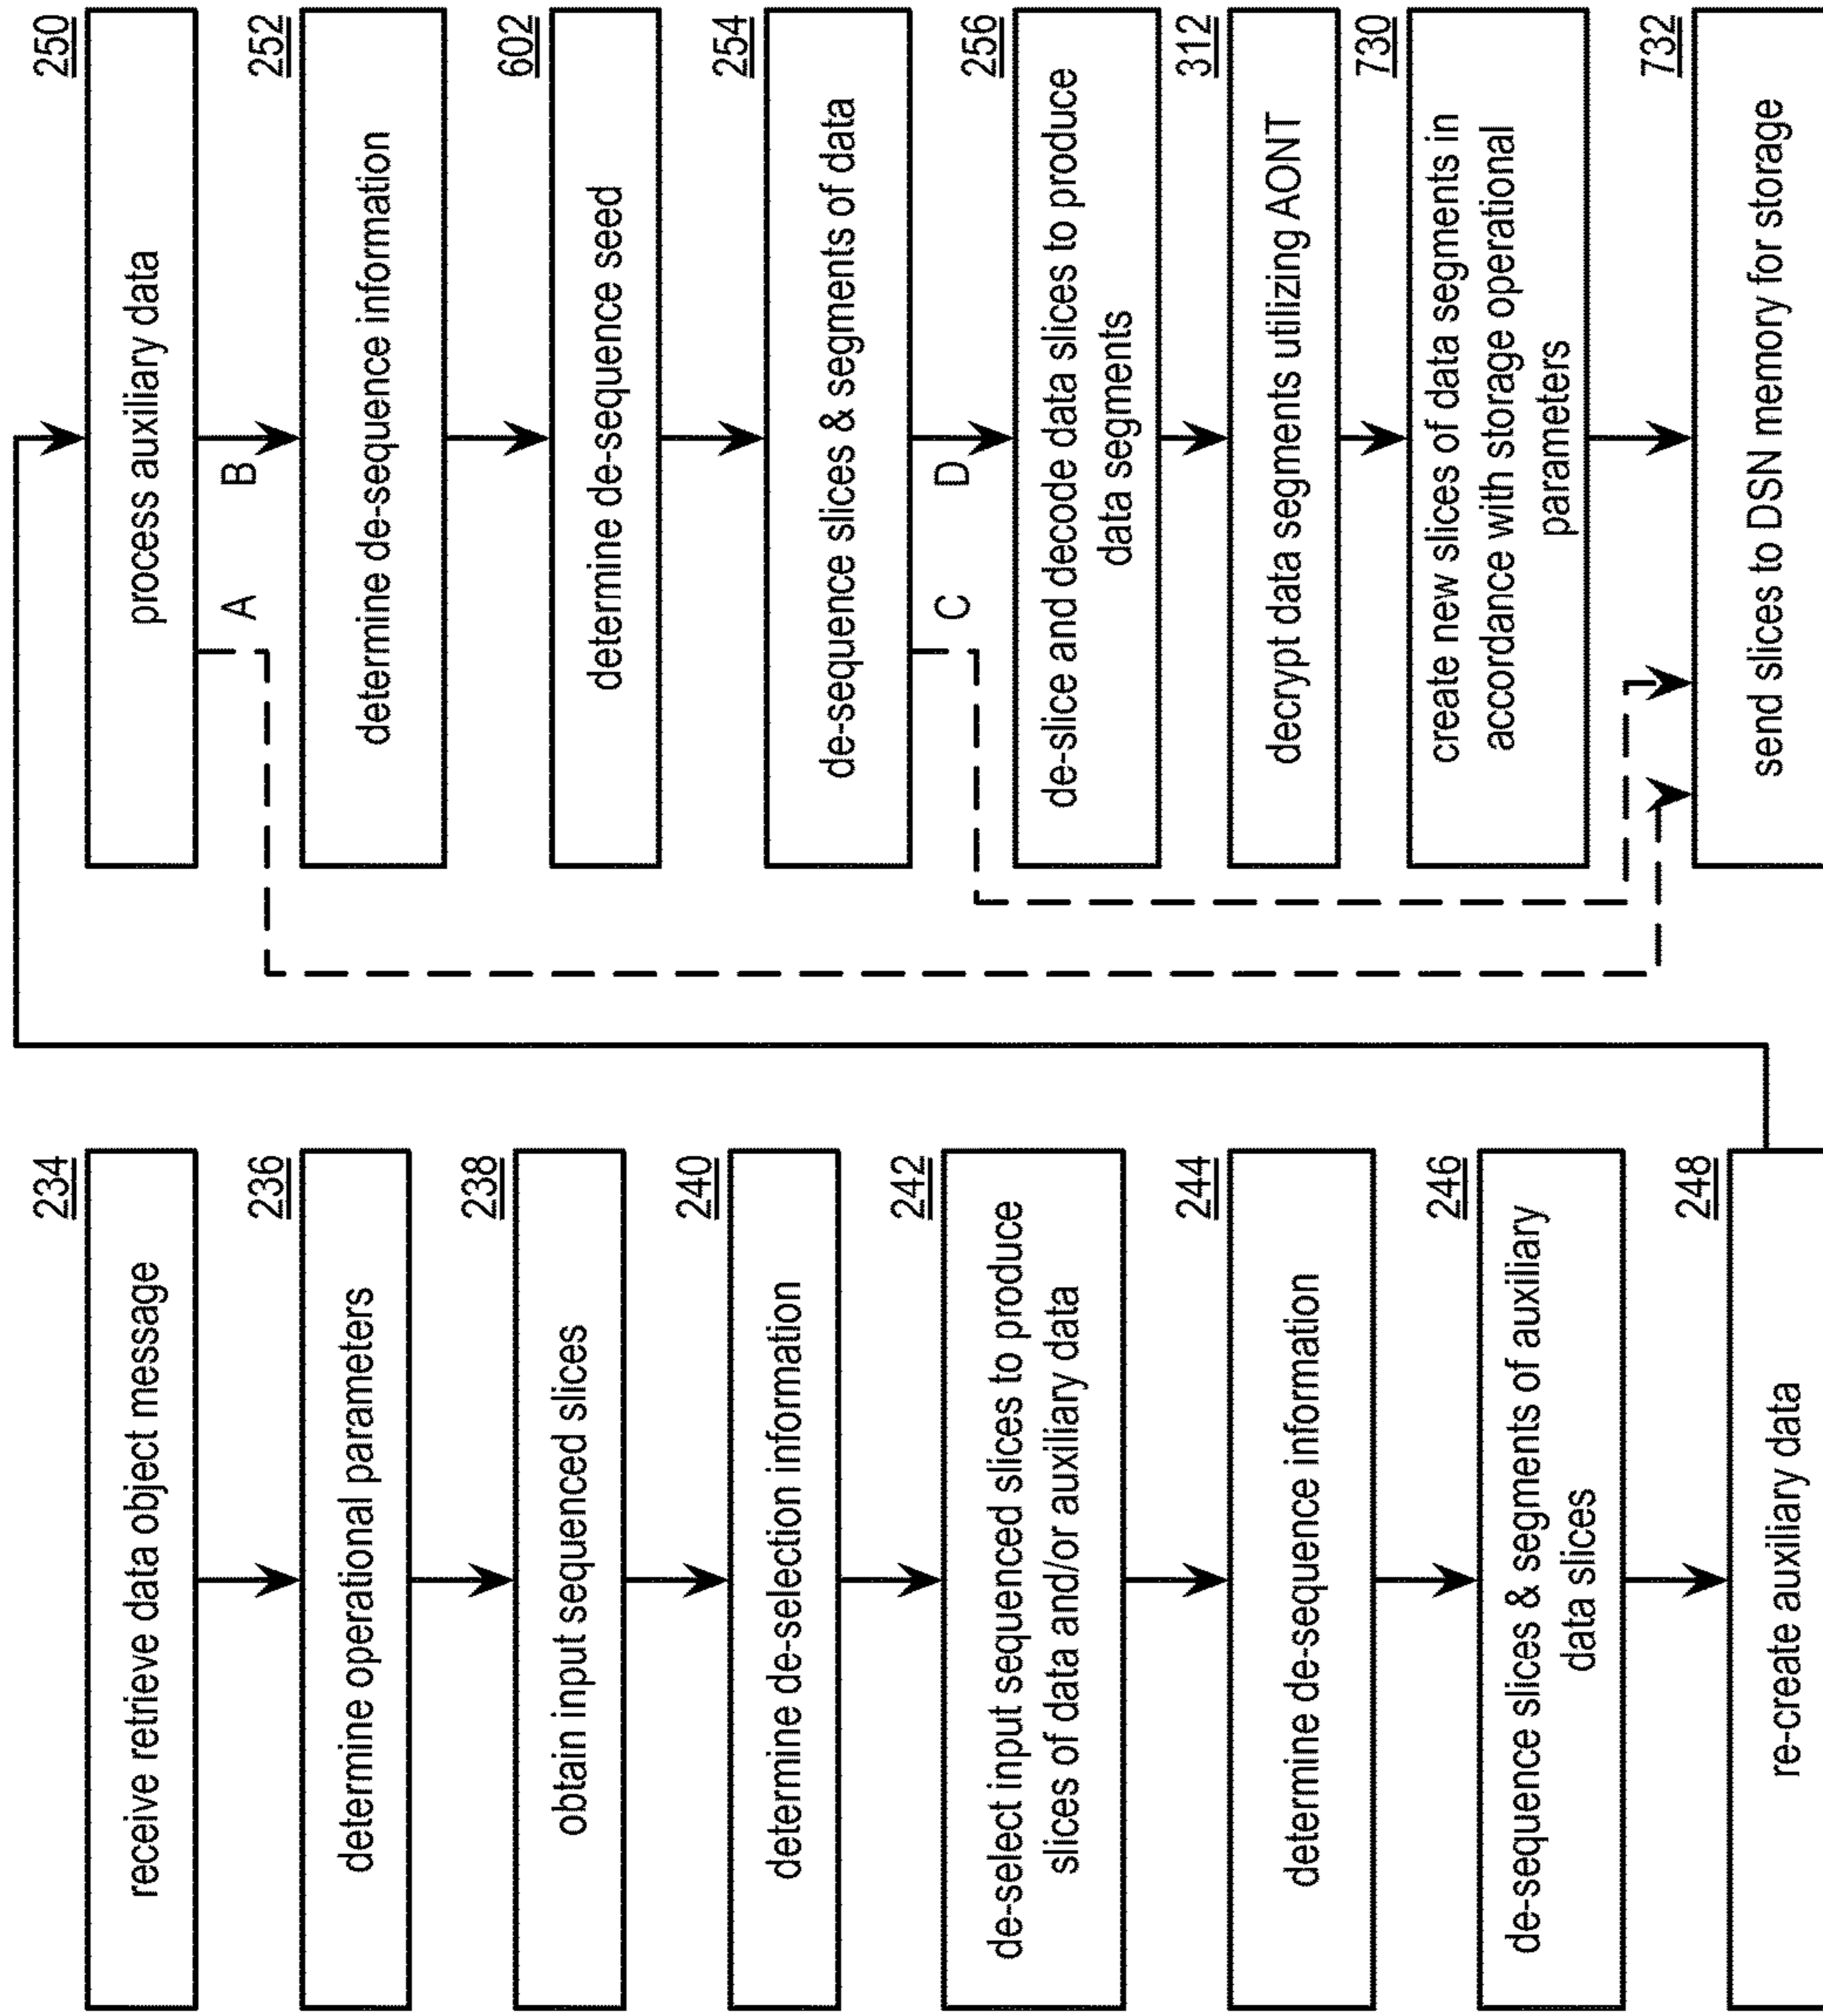 234
receive retrieve data object message
236
determine operational parameters
238
obtain input sequenced slices
240
determine de-selection information
242
de-select input sequenced slices to produce
slices of data and/or auxiliary data
244
determine de-sequence information
246
de-sequence slices & segments of auxiliary
data slices
248
re-create auxiliary data
250
process auxiliary data
A
B
252
determine de-sequence information
602
determine de-sequence seed
254
de-sequence slices & segments of data
C
D
256
de-slice and decode data slices to produce
data segments
312
decrypt data segments utilizing AONT
730
create new slices of data segments in
accordance with storage operational
parameters
732
send slices to DSN memory for storage